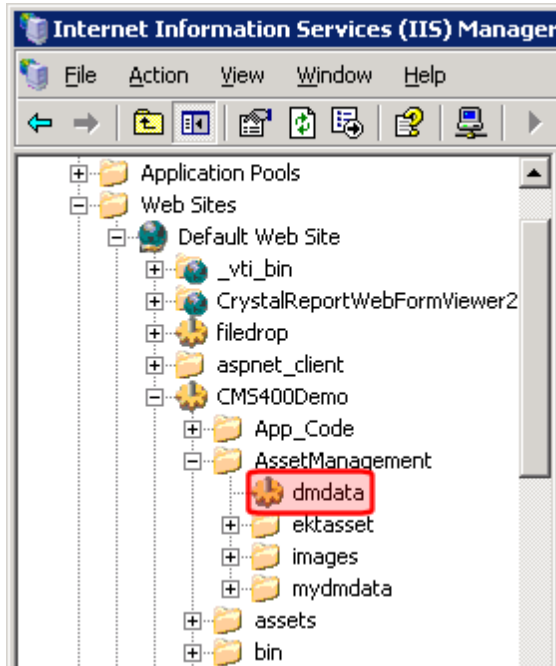 Internet Information Services (IIS) Manager
File Action View Window Help
Application Pools
Web Sites
Default Web Site
_vti_bin
CrystalReportWebFormViewer2
filedrop
aspnet_client
CMS400Demo
App_Code
AssetManagement
dmdata
ektasset
images
mydmdata
assets
bin